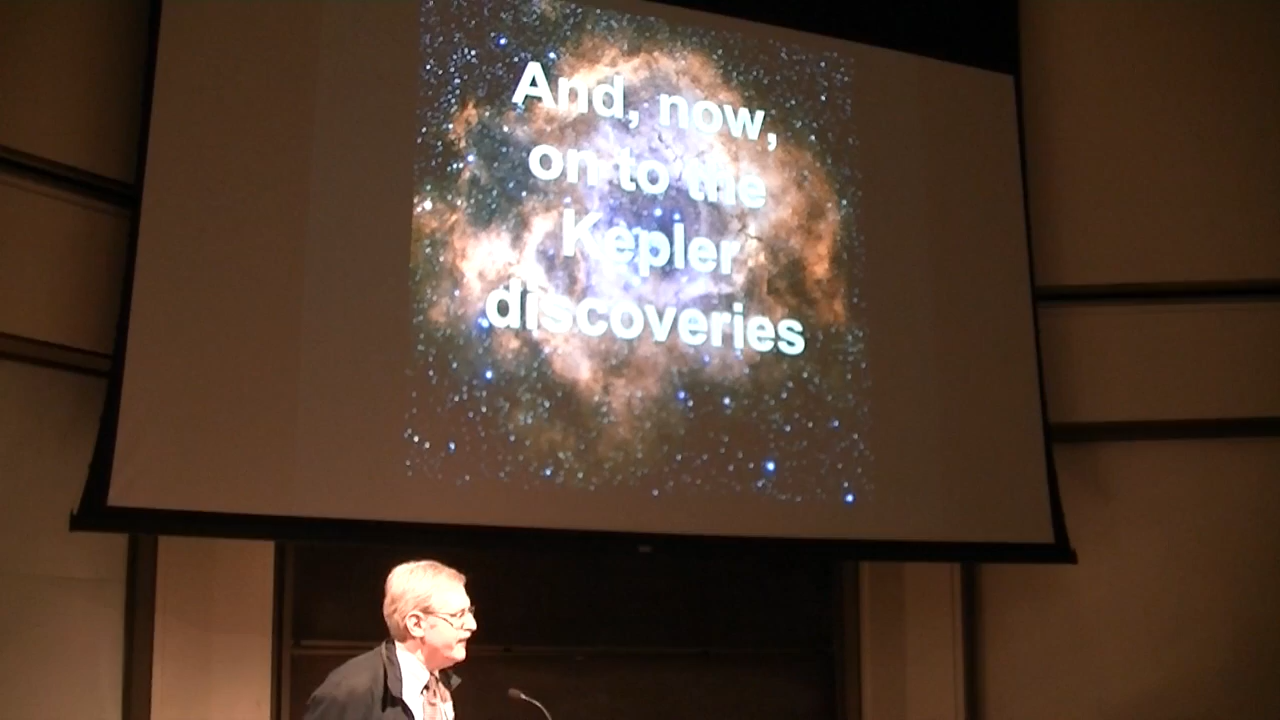 And, now,
on to the
Kepler
discoveries